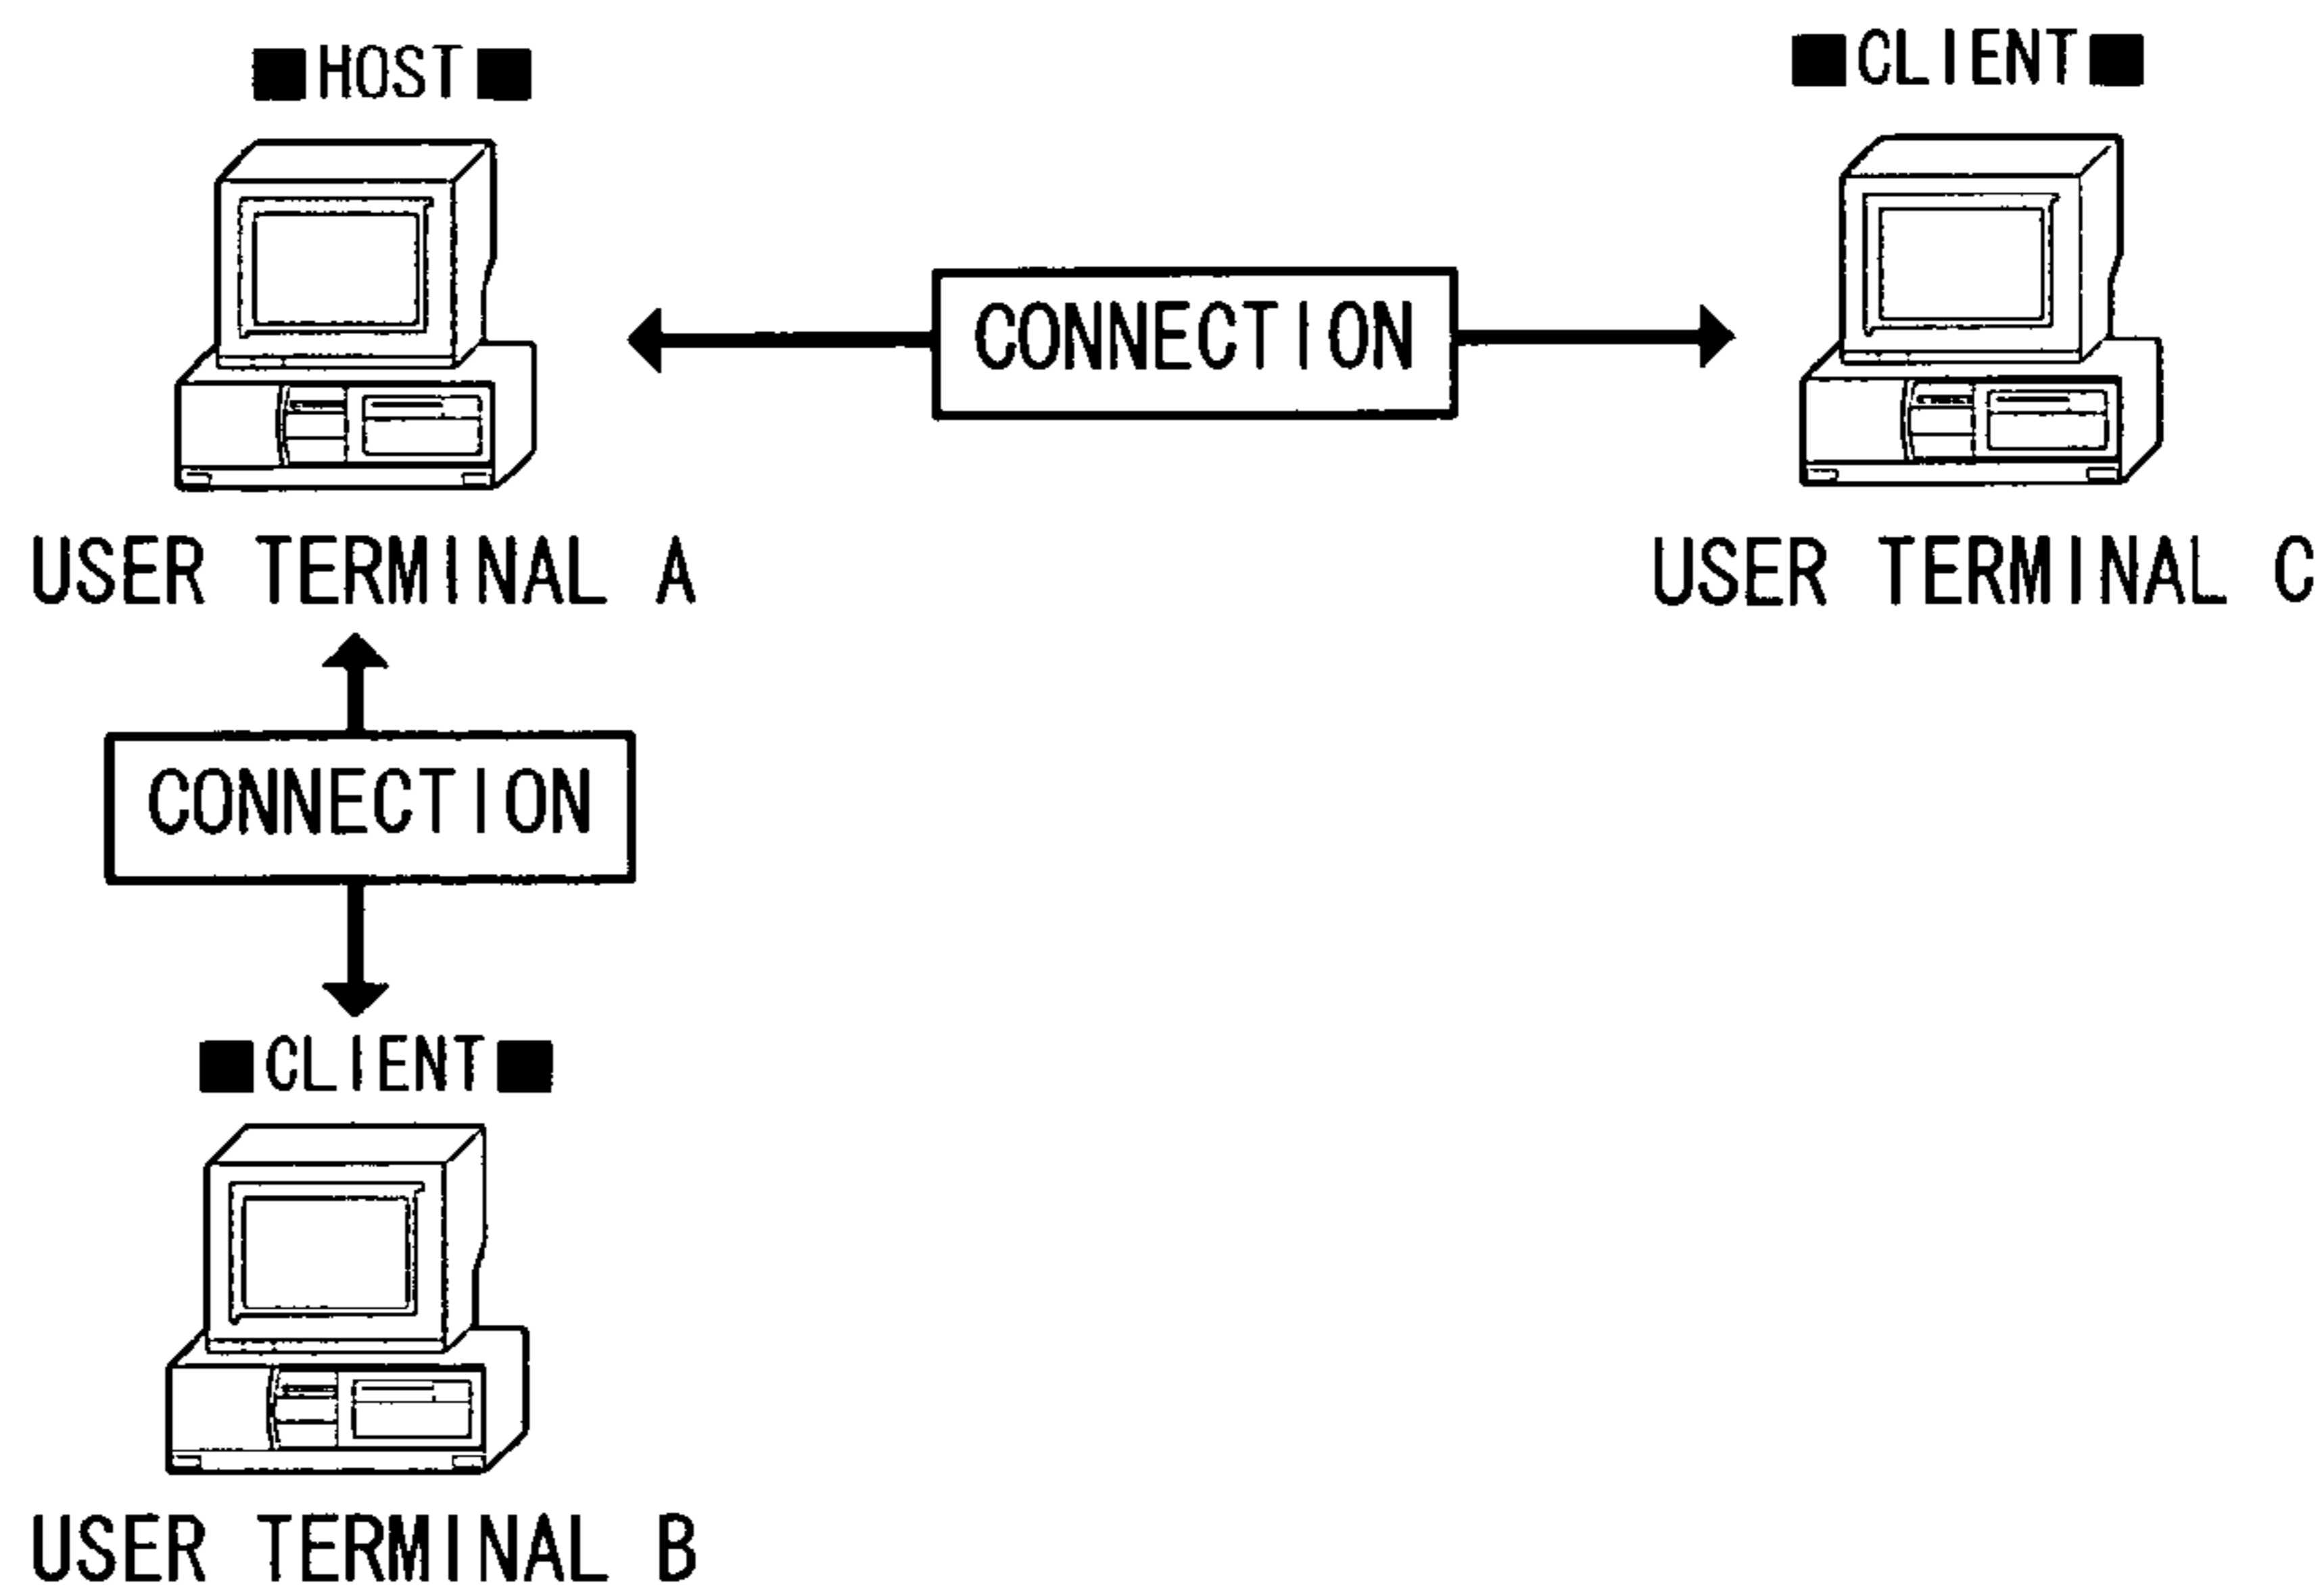 ■HOST■
■CLIENT■
CONNECTION
USER TERMINAL A
USER TERMINAL C
CONNECTION
■CLIENT■
USER TERMINAL B